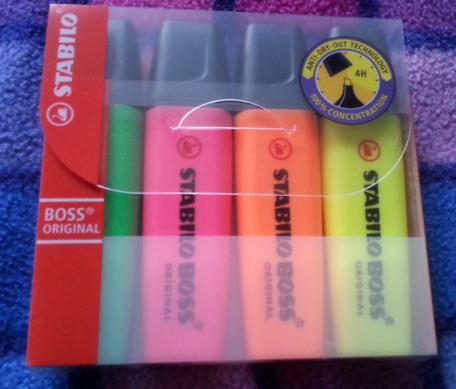 STABILO
BOSS®
ORIGINAL
ANTI-DRY-OUT TECHNOLOGY
4H
100% CONCENTRATION
STABILO BOSS®
ORIGINAL
STABILO BOSS®
ORIGINAL
STABILO BOSS®
ORIGINAL